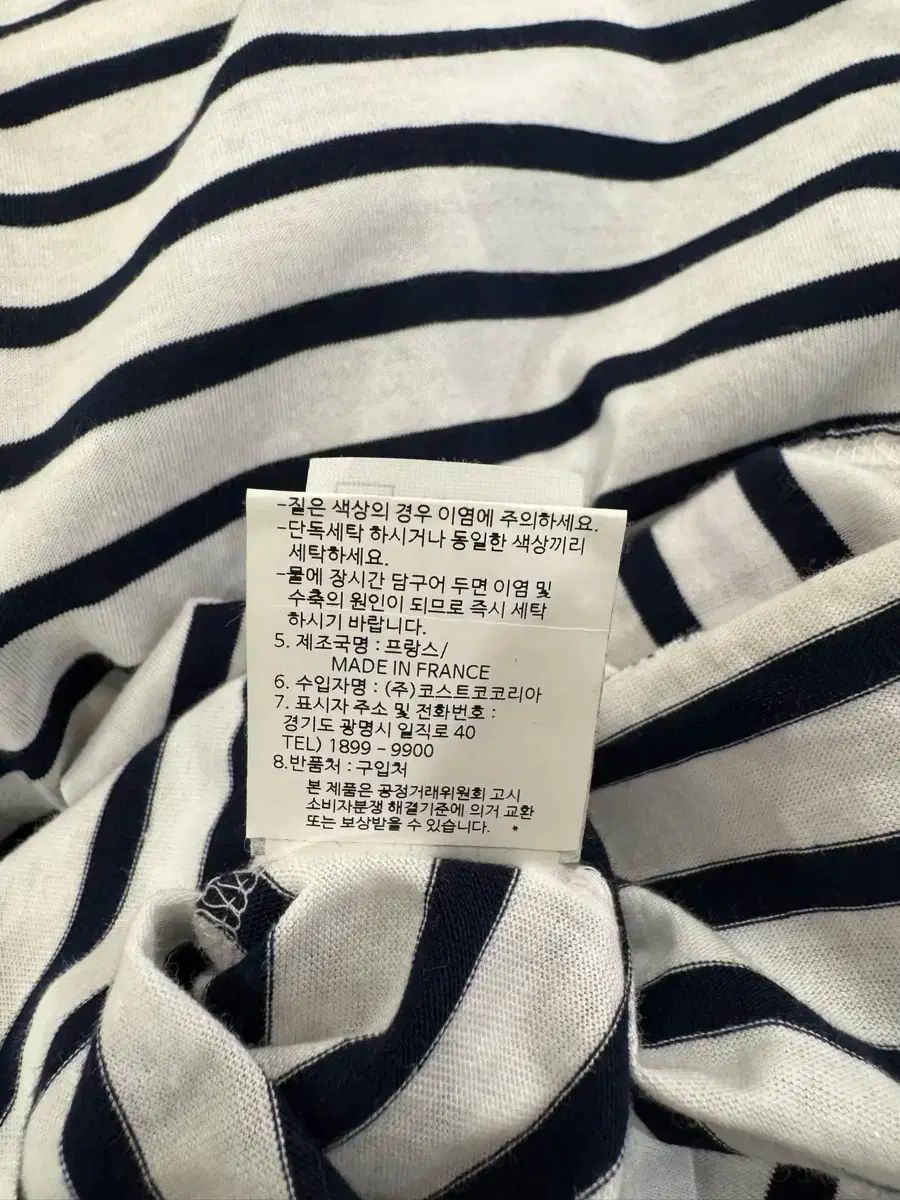 -질은 색상의 경우 이염에 주의하세요.
-단독세탁 하시거나 동일한 색상끼리
세탁하세요.
-물에 장시간 담구어 두면 이염 및
수축의 원인이 되므로 즉시 세탁
하시기 바랍니다.
5. 제조국명 : 프랑스/
MADE IN FRANCE
6. 수입자명 : (주)코스트코코리아
7. 표시자 주소 및 전화번호 :
경기도 광명시 일직로 40
TEL) 1899 - 9900
8.반품처 : 구입처
본 제품은 공정거래위원회 고시
소비자분쟁 해결기준에 의거 교환
또는 보상받을 수 있습니다. *